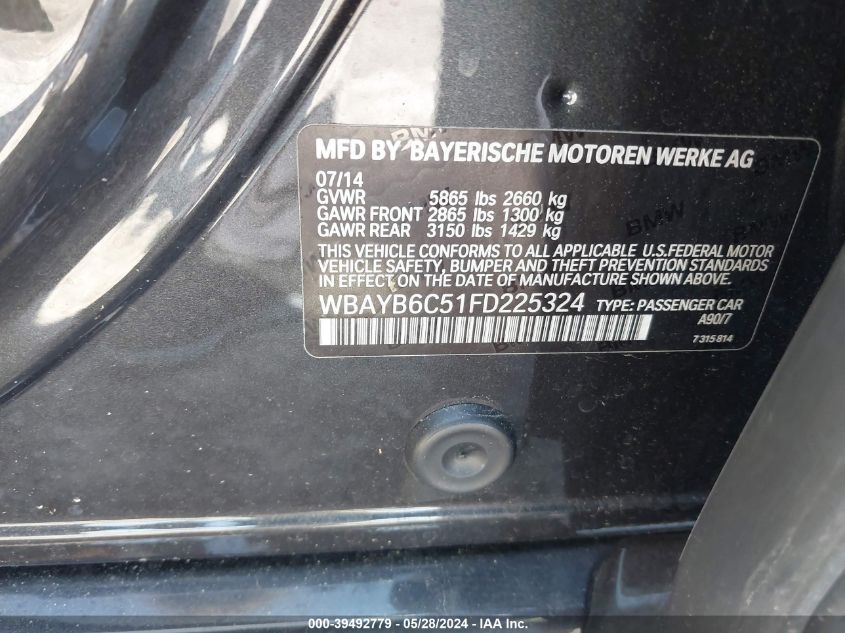 MFD BY BAYERISCHE MOTOREN WERKE AG
07/14
GVWR 5865 lbs 2660 kg
GAWR FRONT 2865 lbs 1300 kg
GAWR REAR 3150 lbs 1429 kg
THIS VEHICLE CONFORMS TO ALL APPLICABLE U.S.FEDERAL MOTOR
VEHICLE SAFETY, BUMPER AND THEFT PREVENTION STANDARDS
IN EFFECT ON THE DATE OF MANUFACTURE SHOWN ABOVE.
WBAYB6C51FD225324 TYPE: PASSENGER CAR
A90/7
7315814
000-39492779 - 05/28/2024 - IAAI.COM